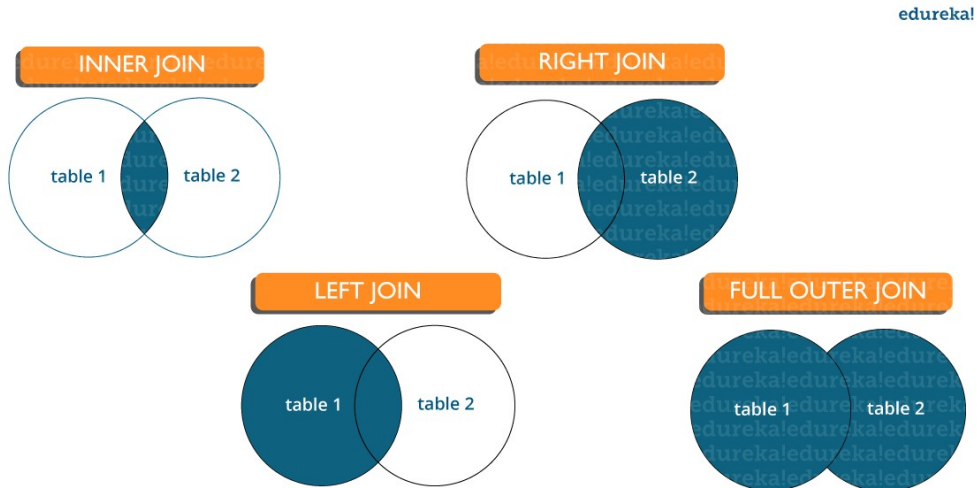 edureka!
INNER JOIN
table 1
table 2
RIGHT JOIN
table 1
table 2
LEFT JOIN
table 1
table 2
FULL OUTER JOIN
table 1
table 2